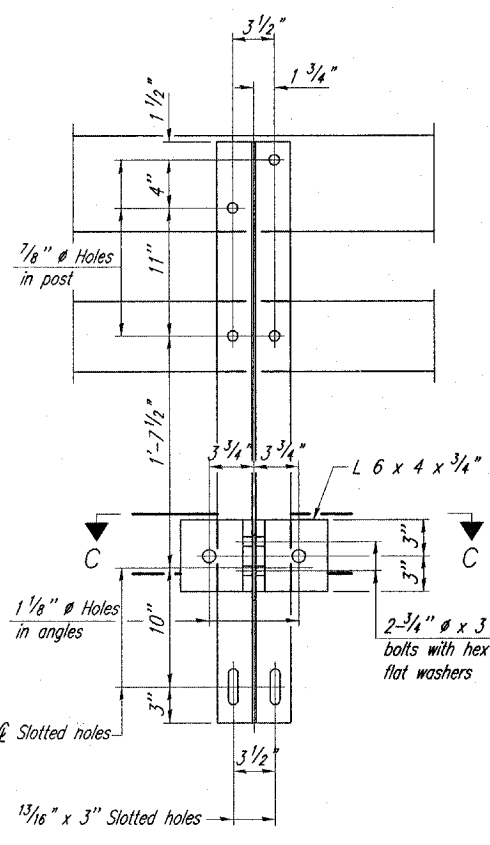 3 1/2"
1 3/4"
1 1/2"
4"
7/8" ø Holes
in post
11"
1'-7 1/2"
3 3/4"
3 3/4"
L 6 x 4 x 3/4"
C
C
3"
3"
1 1/8" ø Holes
in angles
10"
2-3/4" ø x 3
bolts with hex
flat washers
3"
℄ Slotted holes
3 1/2"
13/16" x 3" Slotted holes